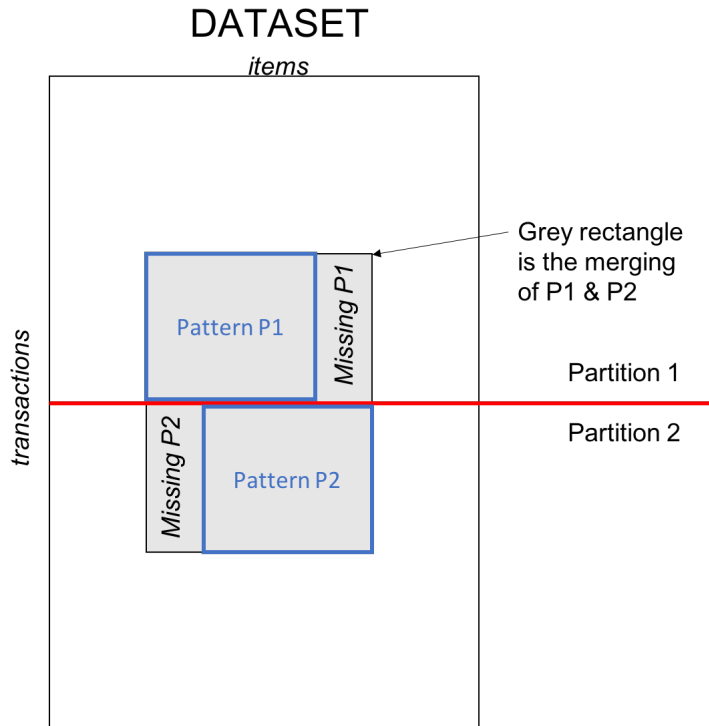 DATASET
items
Grey rectangle
is the merging
of P1 & P2
Missing P1
Pattern P1
transactions
Partition 1
Partition 2
Missing P2
Pattern P2